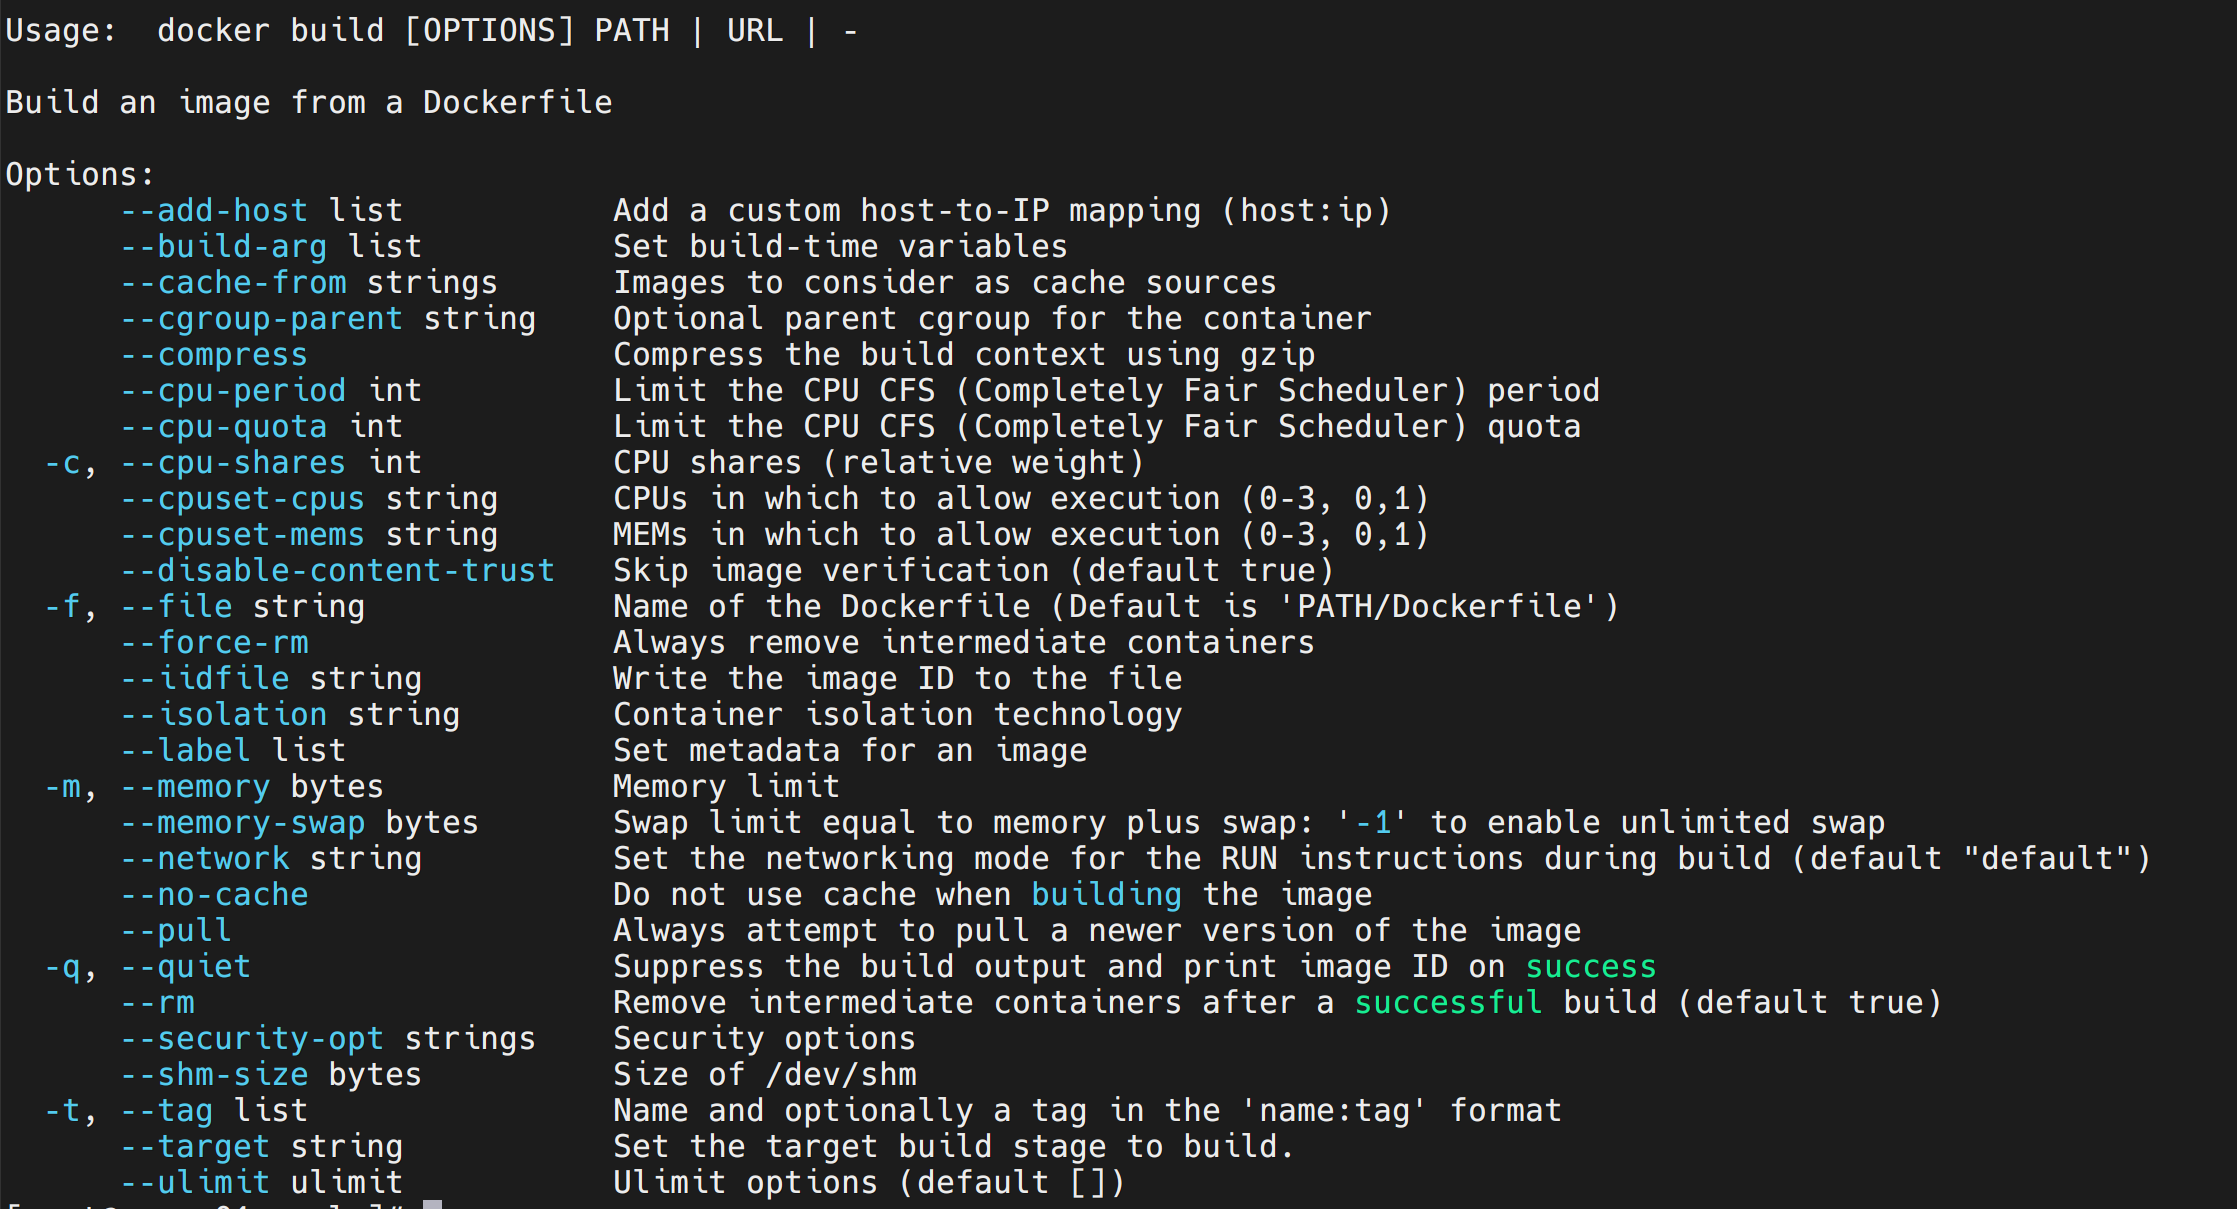 Usage:  docker build [OPTIONS] PATH | URL | -
Build an image from a Dockerfile
Options:
      --add-host list           Add a custom host-to-IP mapping (host:ip)
      --build-arg list          Set build-time variables
      --cache-from strings      Images to consider as cache sources
      --cgroup-parent string    Optional parent cgroup for the container
      --compress                Compress the build context using gzip
      --cpu-period int          Limit the CPU CFS (Completely Fair Scheduler) period
      --cpu-quota int           Limit the CPU CFS (Completely Fair Scheduler) quota
  -c, --cpu-shares int          CPU shares (relative weight)
      --cpuset-cpus string      CPUs in which to allow execution (0-3, 0,1)
      --cpuset-mems string      MEMs in which to allow execution (0-3, 0,1)
      --disable-content-trust   Skip image verification (default true)
  -f, --file string             Name of the Dockerfile (Default is 'PATH/Dockerfile')
      --force-rm                Always remove intermediate containers
      --iidfile string          Write the image ID to the file
      --isolation string        Container isolation technology
      --label list              Set metadata for an image
  -m, --memory bytes            Memory limit
      --memory-swap bytes       Swap limit equal to memory plus swap: '-1' to enable unlimited swap
      --network string          Set the networking mode for the RUN instructions during build (default "default")
      --no-cache                Do not use cache when building the image
      --pull                    Always attempt to pull a newer version of the image
  -q, --quiet                   Suppress the build output and print image ID on success
      --rm                      Remove intermediate containers after a successful build (default true)
      --security-opt strings    Security options
      --shm-size bytes          Size of /dev/shm
  -t, --tag list                Name and optionally a tag in the 'name:tag' format
      --target string           Set the target build stage to build.
      --ulimit ulimit           Ulimit options (default [])